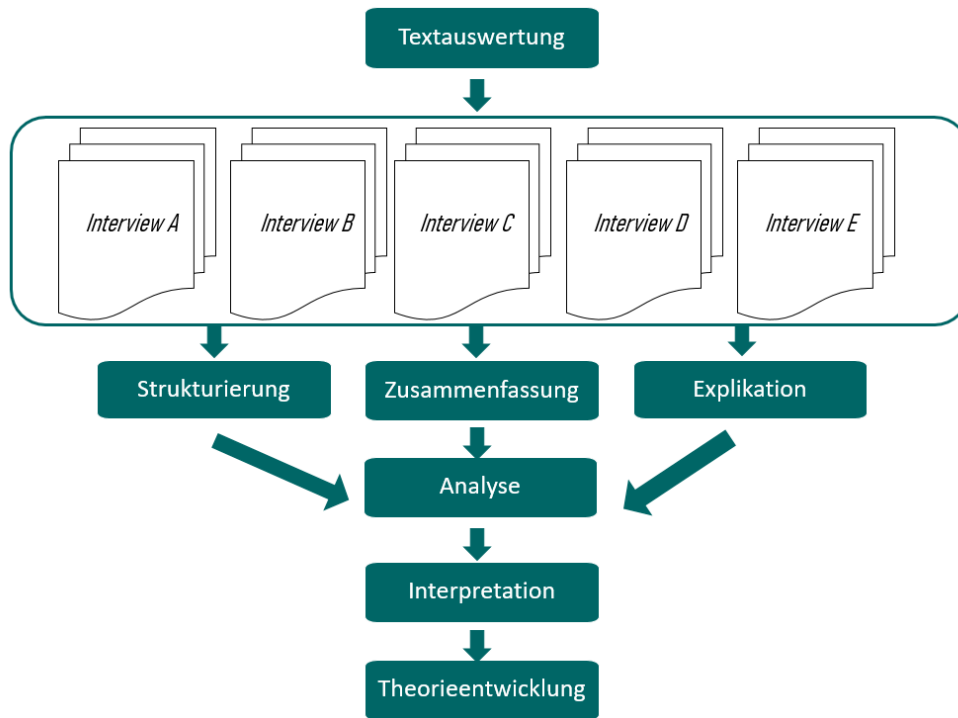 Textauswertung
Interview A
Interview B
Interview C
Interview D
Interview E
Strukturierung
Zusammenfassung
Explikation
Analyse
Interpretation
Theorieentwicklung